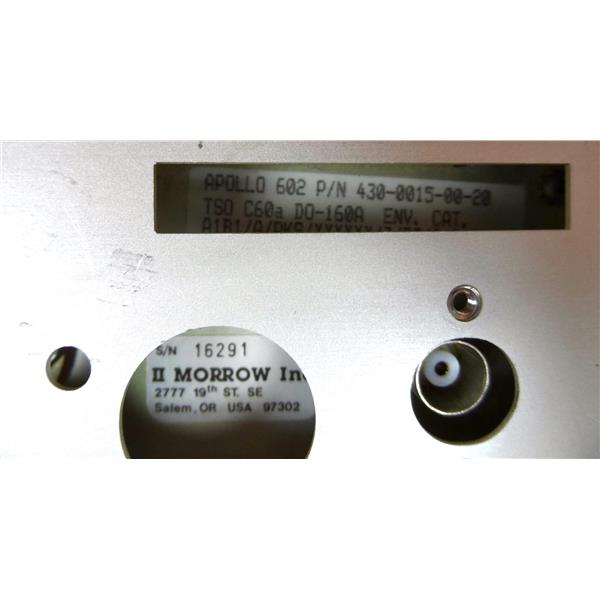 APOLLO 602 P/N 430-0015-00-20
TSO C60a DO-160A ENV. CAT.
S/N 16291
II MORROW In
2777 19th ST. SE
Salem, OR USA 97302